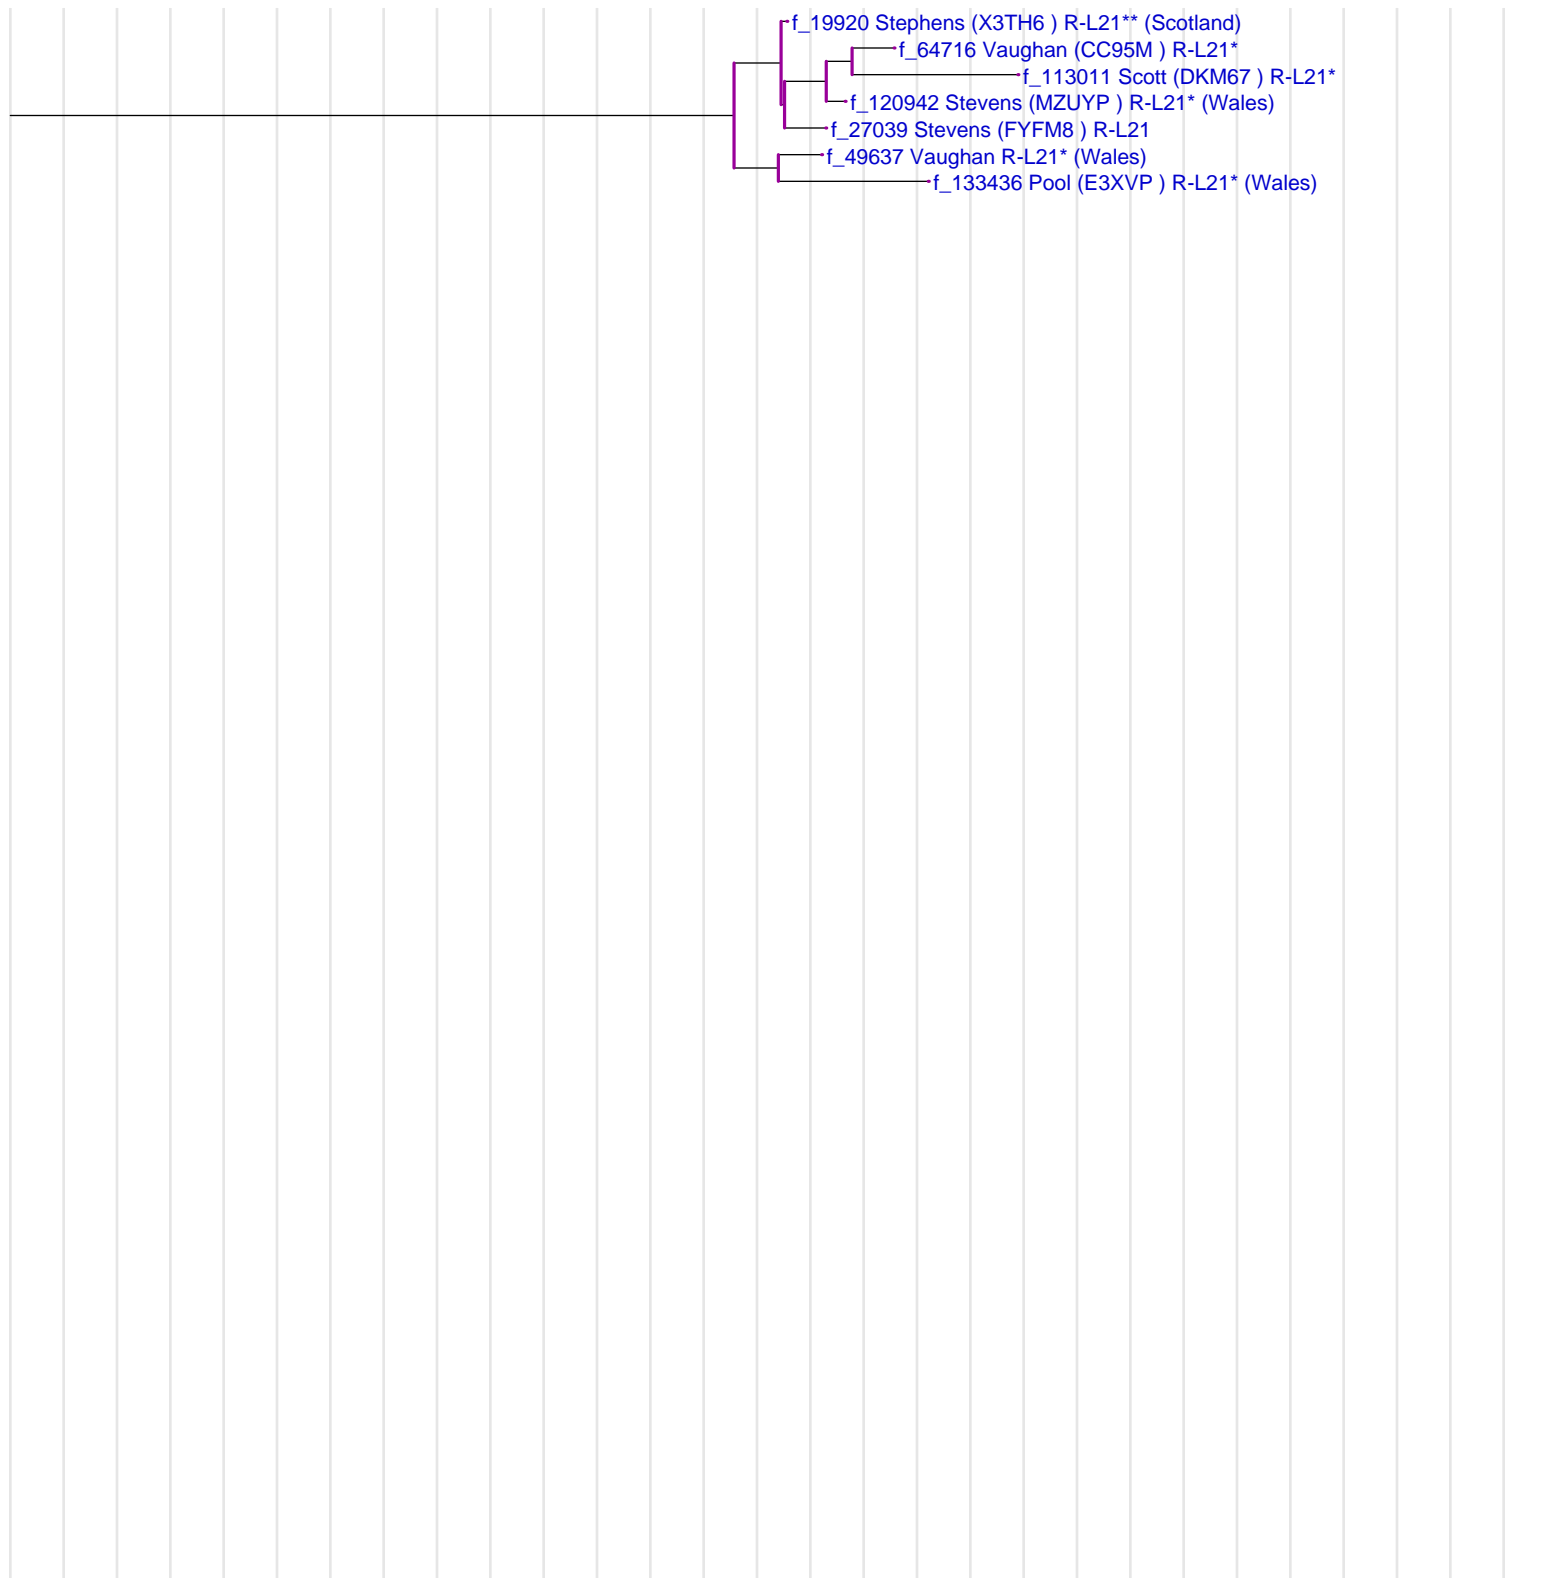 f_19920 Stephens (X3TH6 ) R-L21** (Scotland)
f_64716 Vaughan (CC95M ) R-L21*
f_113011 Scott (DKM67 ) R-L21*
f_120942 Stevens (MZUYP ) R-L21* (Wales)
f_27039 Stevens (FYFM8 ) R-L21
f_49637 Vaughan R-L21* (Wales)
f_133436 Pool (E3XVP ) R-L21* (Wales)